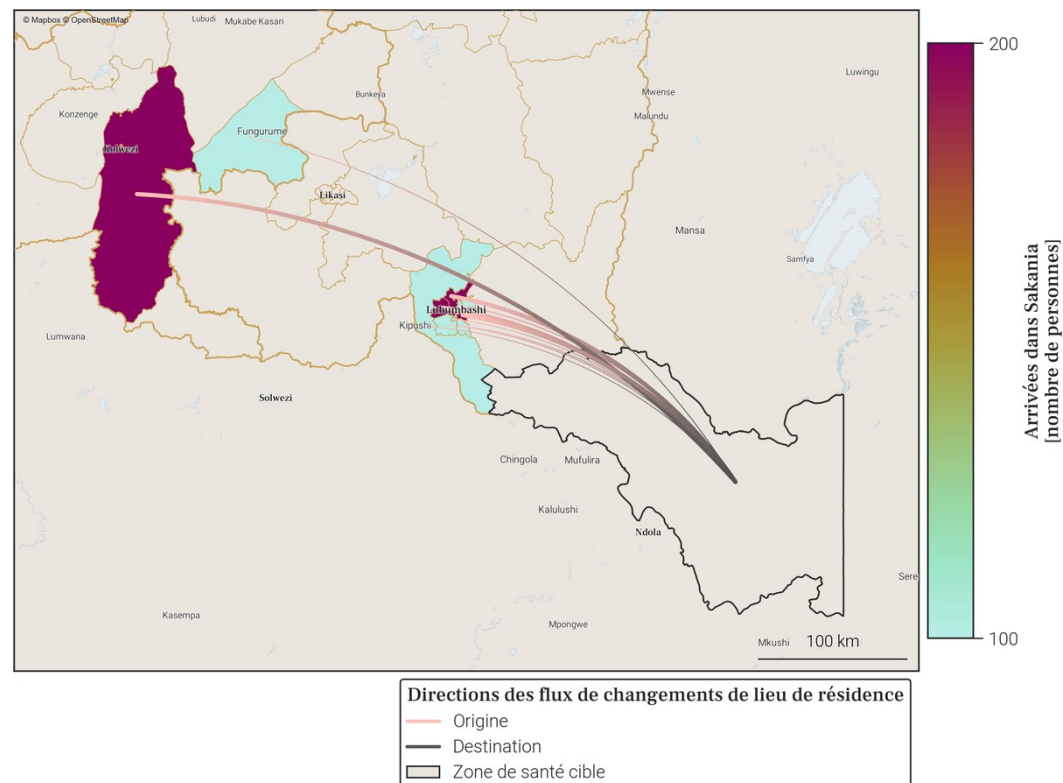 © Mapbox © OpenStreetMap
Lubudi
Mukabe Kasari
200
Luwingu
Bunkeya
Mwense
Konzenge
Malundu
Fungurume
Kolwezi
Likasi
Mansa
Samfya
Lubumbashi
Kipushi
Lumwana
Solwezi
Chingola
Mufulira
Kalulushi
Ndola
Sere
Kasempa
Mpongwe
Mkushi
100 km
100
Arrivées dans Sakania
[nombre de personnes]
Directions des flux de changements de lieu de résidence
Origine
Destination
Zone de santé cible